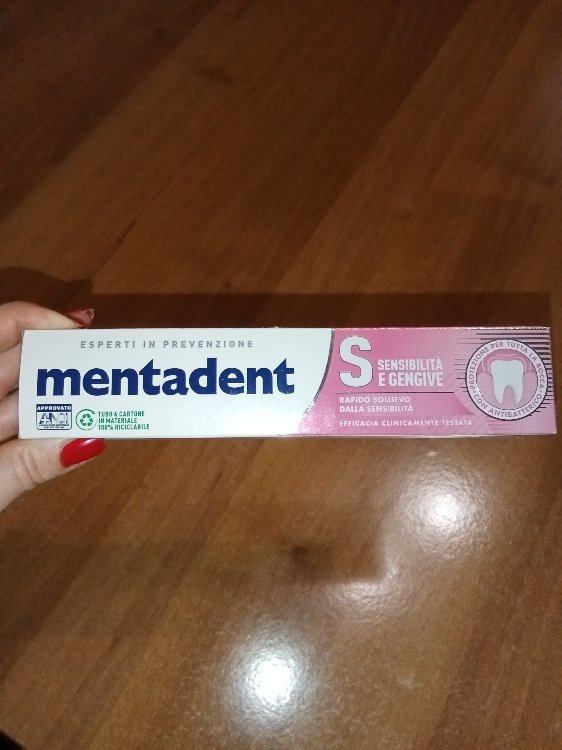 ESPERTI IN PREVENZIONE
mentadent
APPROVATO
TUBO & CARTONE
IN MATERIALE
100% RICICLABILE
S SENSIBILITÀ
E GENGIVE
RAPIDO SOLLIEVO
DALLA SENSIBILITÀ
EFFICACIA CLINICAMENTE TESTATA
PROTEZIONE PER TUTTA LA BOCCA
CON ANTIBATTERICO